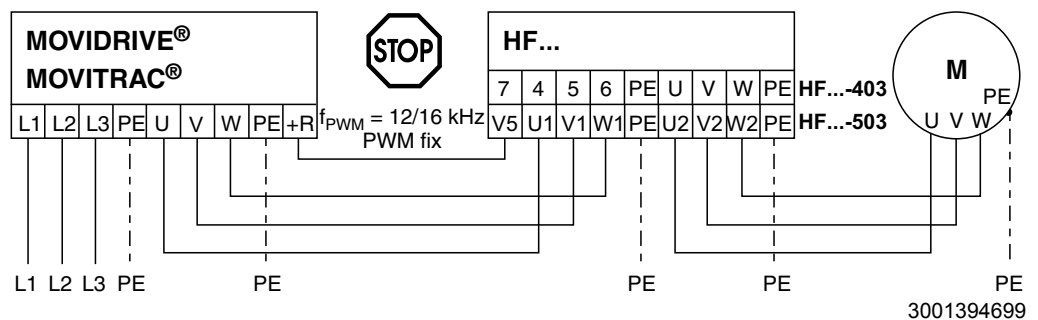 MOVIDRIVE®
MOVITRAC®
STOP
HF...
M
7 4 5 6 PE U V W PE HF...-403
PE
L1 L2 L3 PE U V W PE +R
fPWM = 12/16 kHz
PWM fix
V5 U1 V1 W1 PE U2 V2 W2 PE HF...-503
U V W
L1 L2 L3 PE PE PE PE PE
3001394699